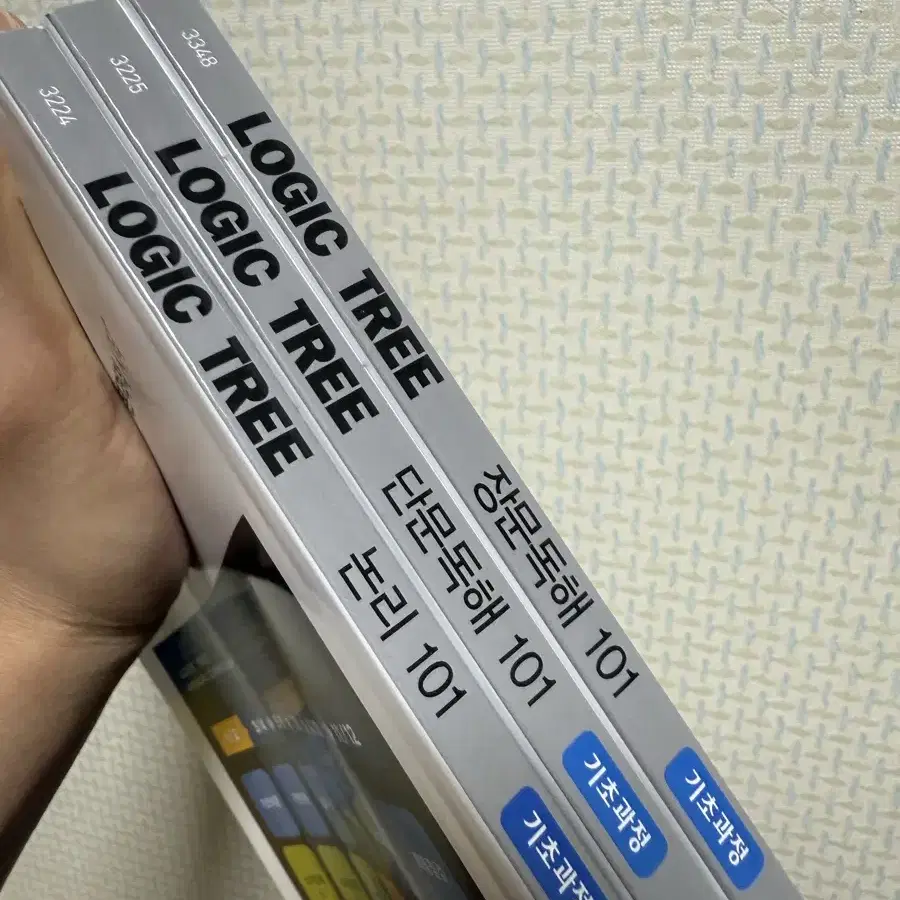 3224
LOGIC TREE
논리 101
기초과정
3225
LOGIC TREE
단문독해 101
기초과정
3348
LOGIC TREE
장문독해 101
기초과정